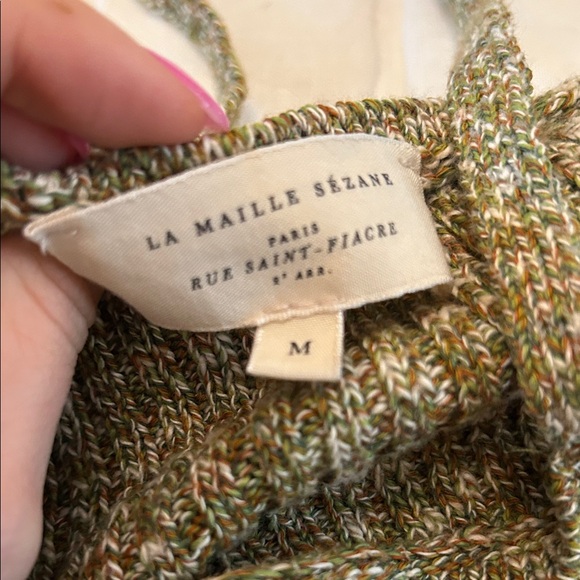 LA MAILLE SÉZANE
PARIS
RUE SAINT-FIACRE
2ᵉ ARR.
M